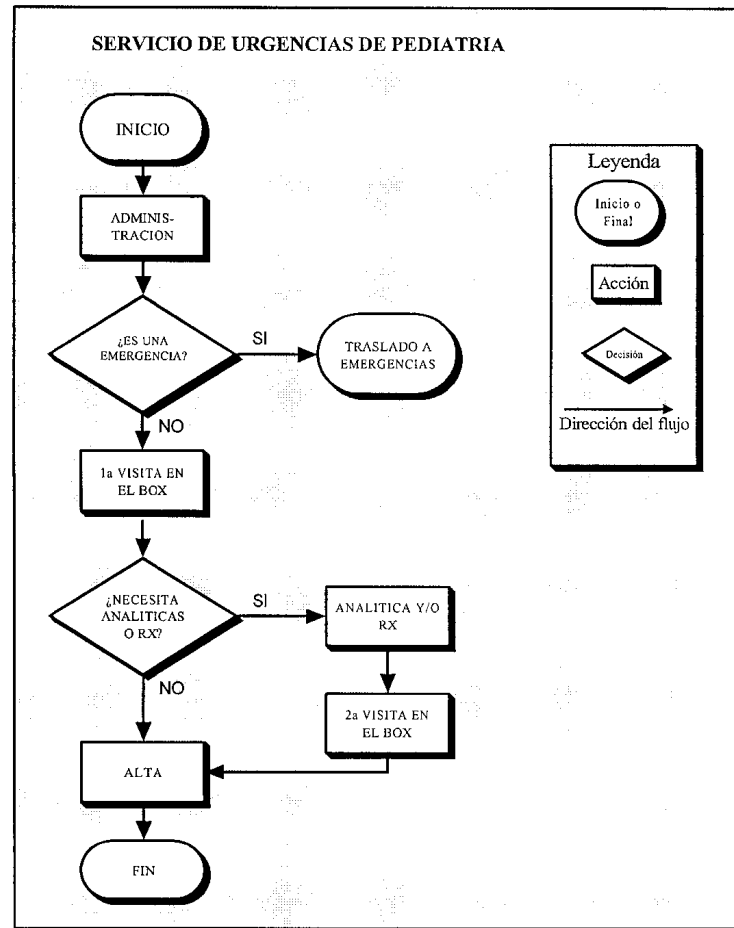 SERVICIO DE URGENCIAS DE PEDIATRIA
INICIO
ADMINIS-
TRACION
¿ES UNA
EMERGENCIA?
SI
TRASLADO A
EMERGENCIAS
NO
1a VISITA EN
EL BOX
¿NECESITA
ANALITICAS
O RX?
SI
ANALITICA Y/O
RX
NO
2a VISITA EN
EL BOX
ALTA
FIN
Leyenda
Inicio o
Final
Acción
Decisión
Dirección del flujo